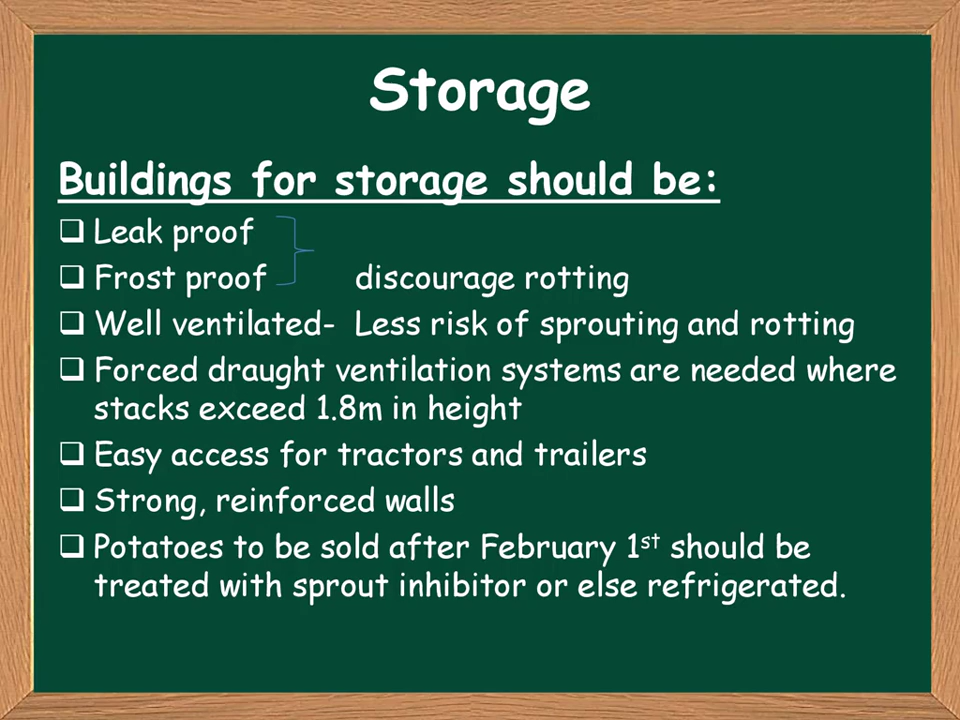 Storage
Buildings for storage should be:
❑ Leak proof
❑ Frost proof discourage rotting
❑ Well ventilated- Less risk of sprouting and rotting
❑ Forced draught ventilation systems are needed where
stacks exceed 1.8m in height
❑ Easy access for tractors and trailers
❑ Strong, reinforced walls
❑ Potatoes to be sold after February 1st should be
treated with sprout inhibitor or else refrigerated.